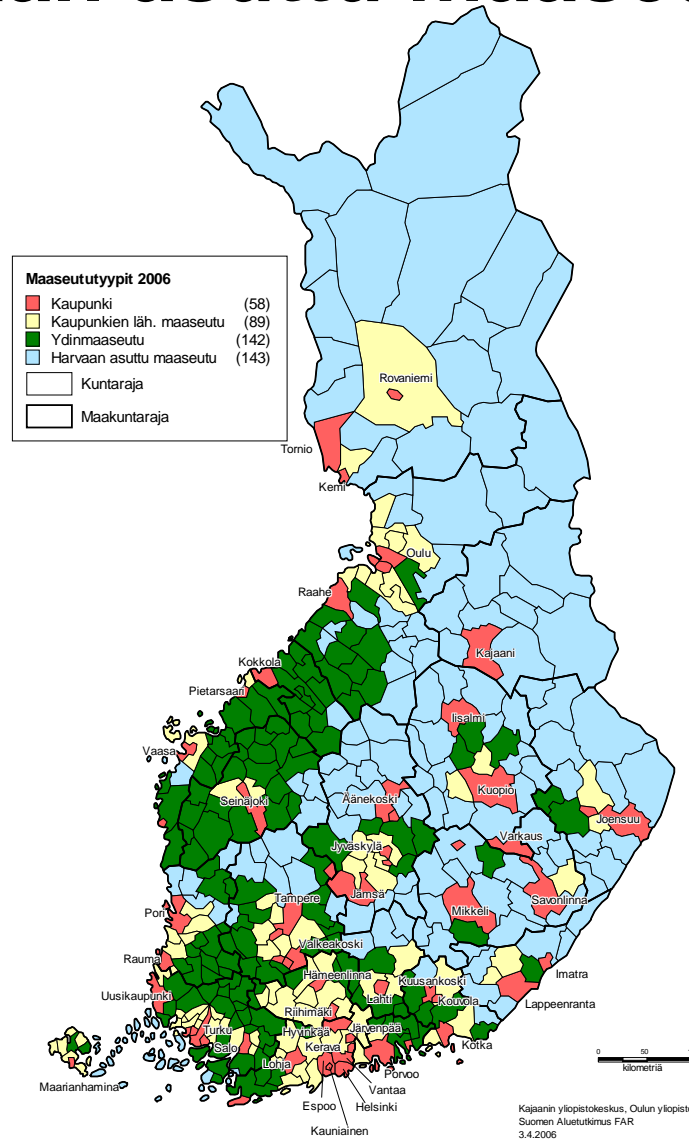 Maaseututyypit 2006
Kaupunki (58)
Kaupunkien läh. maaseutu (89)
Ydinmaaseutu (142)
Harvaan asuttu maaseutu (143)
Kuntaraja
Maakuntaraja
Rovaniemi
Tornio
Kemi
Oulu
Raahe
Kajaani
Kokkola
Pietarsaari
Iisalmi
Vaasa
Seinäjoki
Äänekoski
Kuopio
Joensuu
Varkaus
Jyväskylä
Jämsä
Savonlinna
Mikkeli
Tampere
Pori
Valkeakoski
Rauma
Hämeenlinna
Kuusankoski
Imatra
Uusikaupunki
Lahti
Kouvola
Lappeenranta
Riihimäki
Turku
Hyvinkää
Järvenpää
Salo
Kerava
Kotka
Lohja
Porvoo
Maarianhamina
Vantaa
Espoo
Helsinki
Kauniainen
0 50
kilometriä
Kajaanin yliopistokeskus, Oulun yliopisto
Suomen Aluetutkimus FAR
3.4.2006